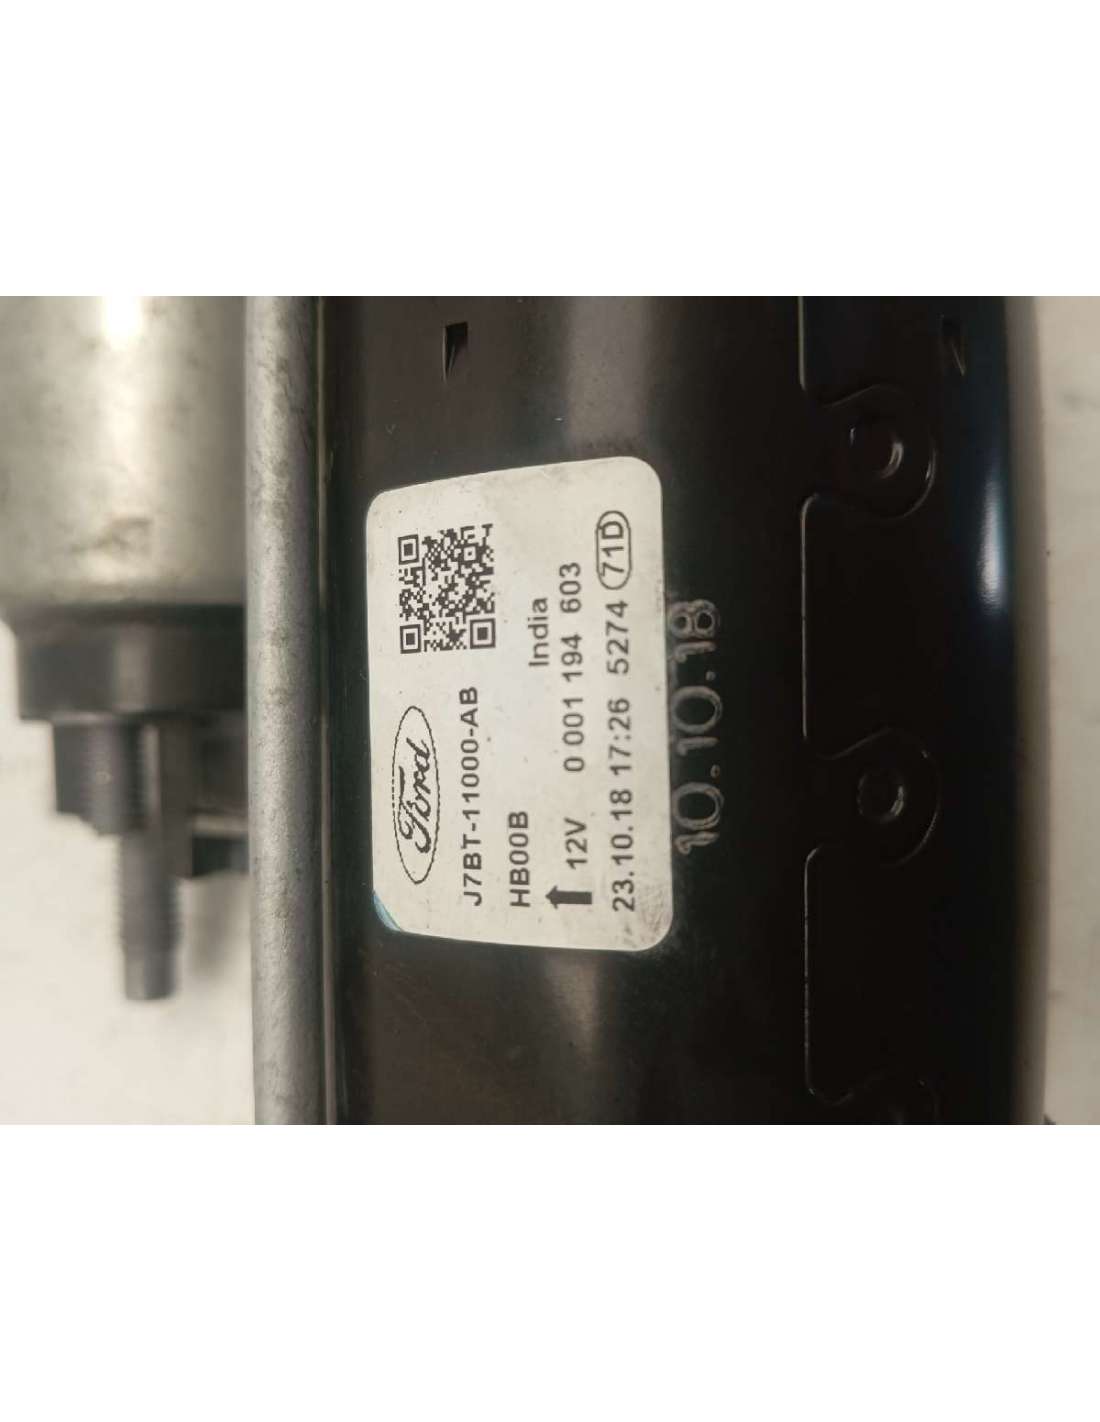 Ford
J7BT-11000-AB
HB00B
India
12V 0 001 194 603
23.10.18 17:26 5274 71D
10.10.18